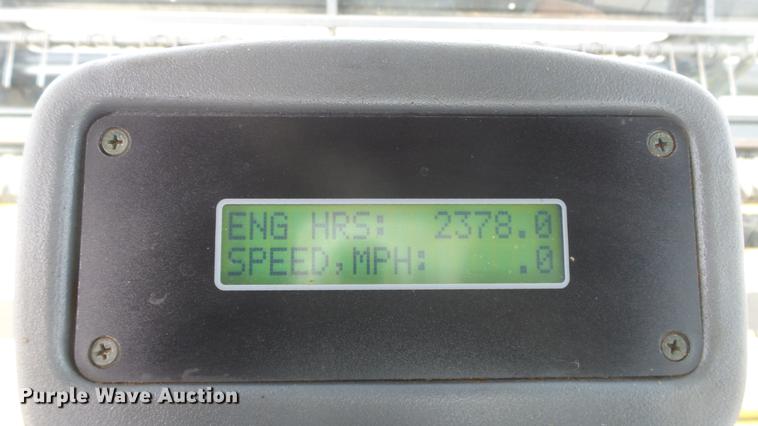 ENG HRS: 2378.0
SPEED,MPH: .0
Purple Wave Auction